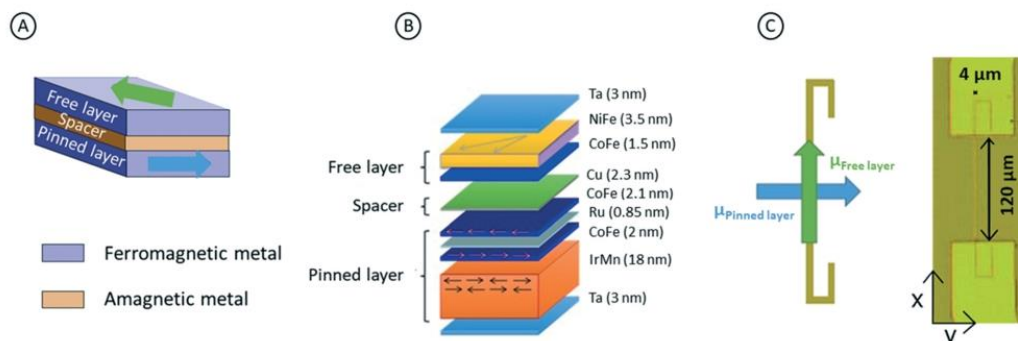 A
Free layer
Spacer
Pinned layer
Ferromagnetic metal
Amagnetic metal
B
Free layer
Spacer
Pinned layer
Ta (3 nm)
NiFe (3.5 nm)
CoFe (1.5 nm)
Cu (2.3 nm)
CoFe (2.1 nm)
Ru (0.85 nm)
CoFe (2 nm)
IrMn (18 nm)
Ta (3 nm)
C
μFree layer
μPinned layer
4 μm
120 μm
X